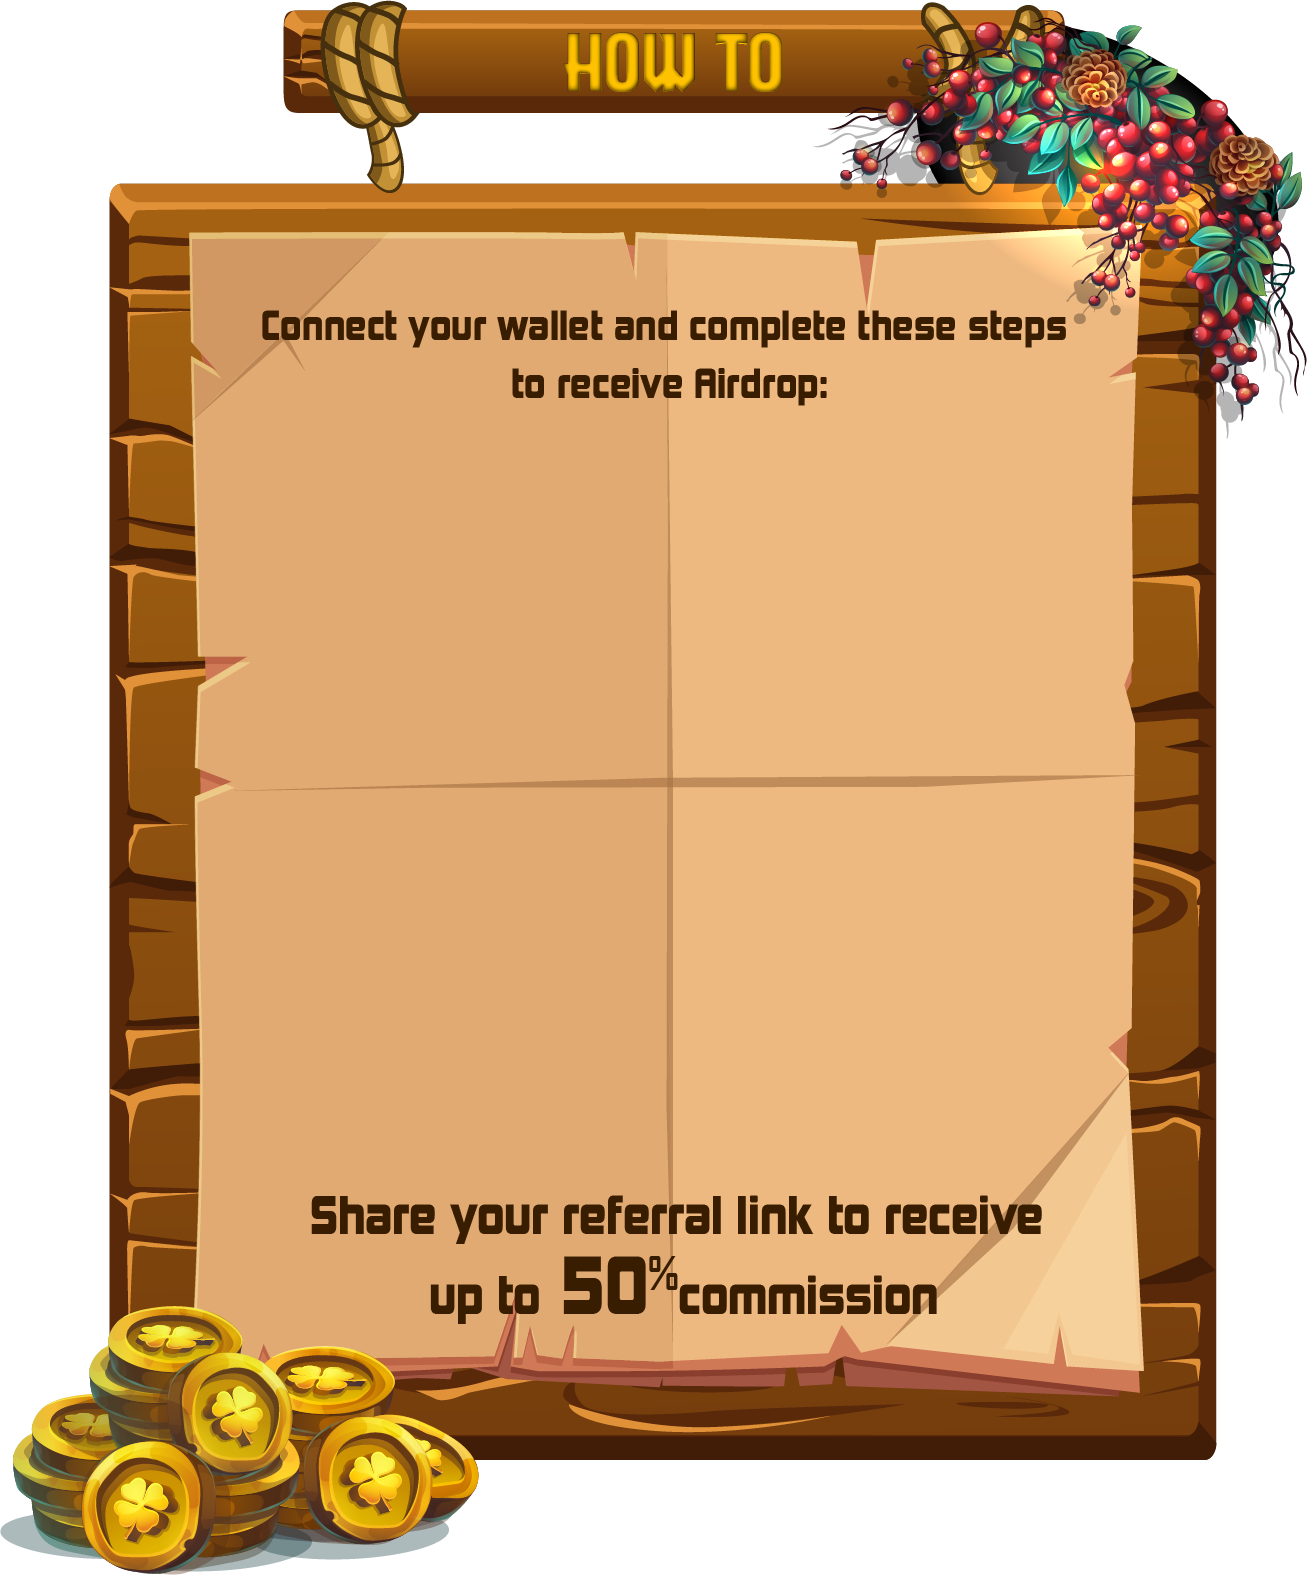 HOW TO
Connect your wallet and complete these steps
to receive Airdrop:
Share your referral link to receive
up to 50% commission